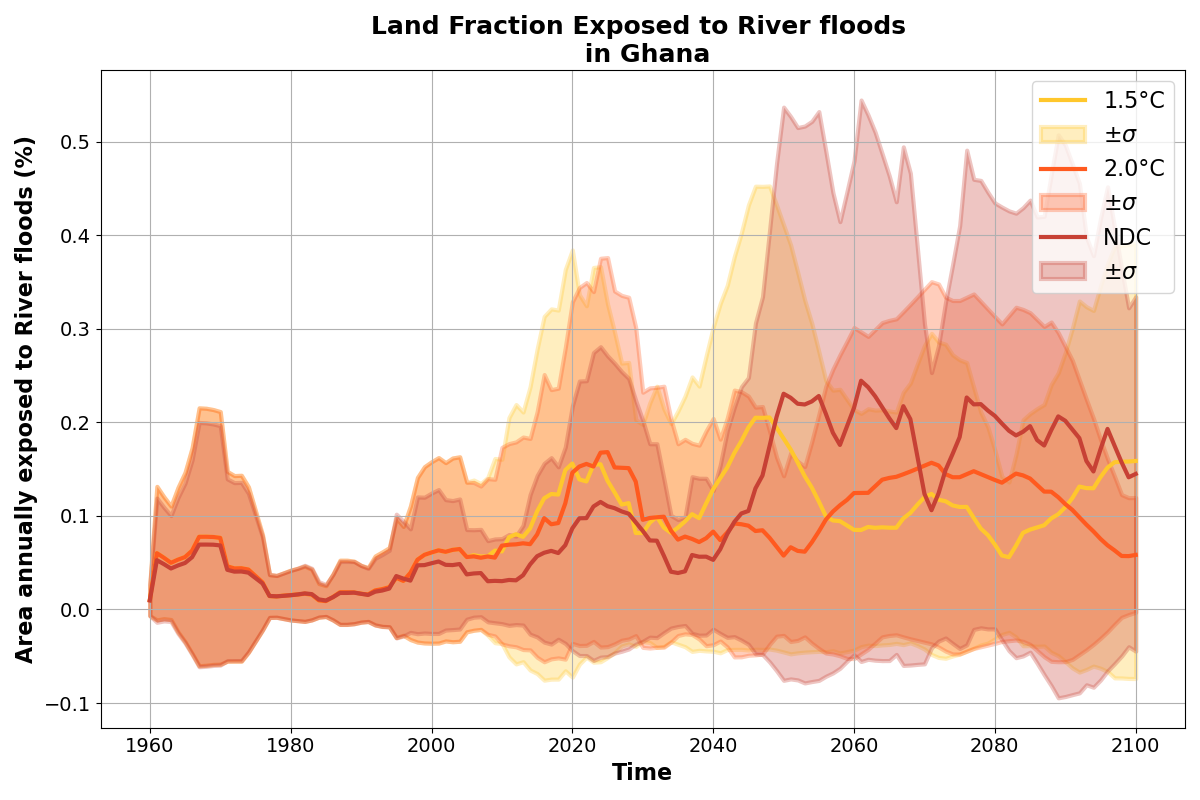 Land Fraction Exposed to River floods
in Ghana
Area annually exposed to River floods (%)
0.5
0.4
0.3
0.2
0.1
0.0
−0.1
1960
1980
2000
2020
2040
2060
2080
2100
Time
1.5°C
±σ
2.0°C
±σ
NDC
±σ